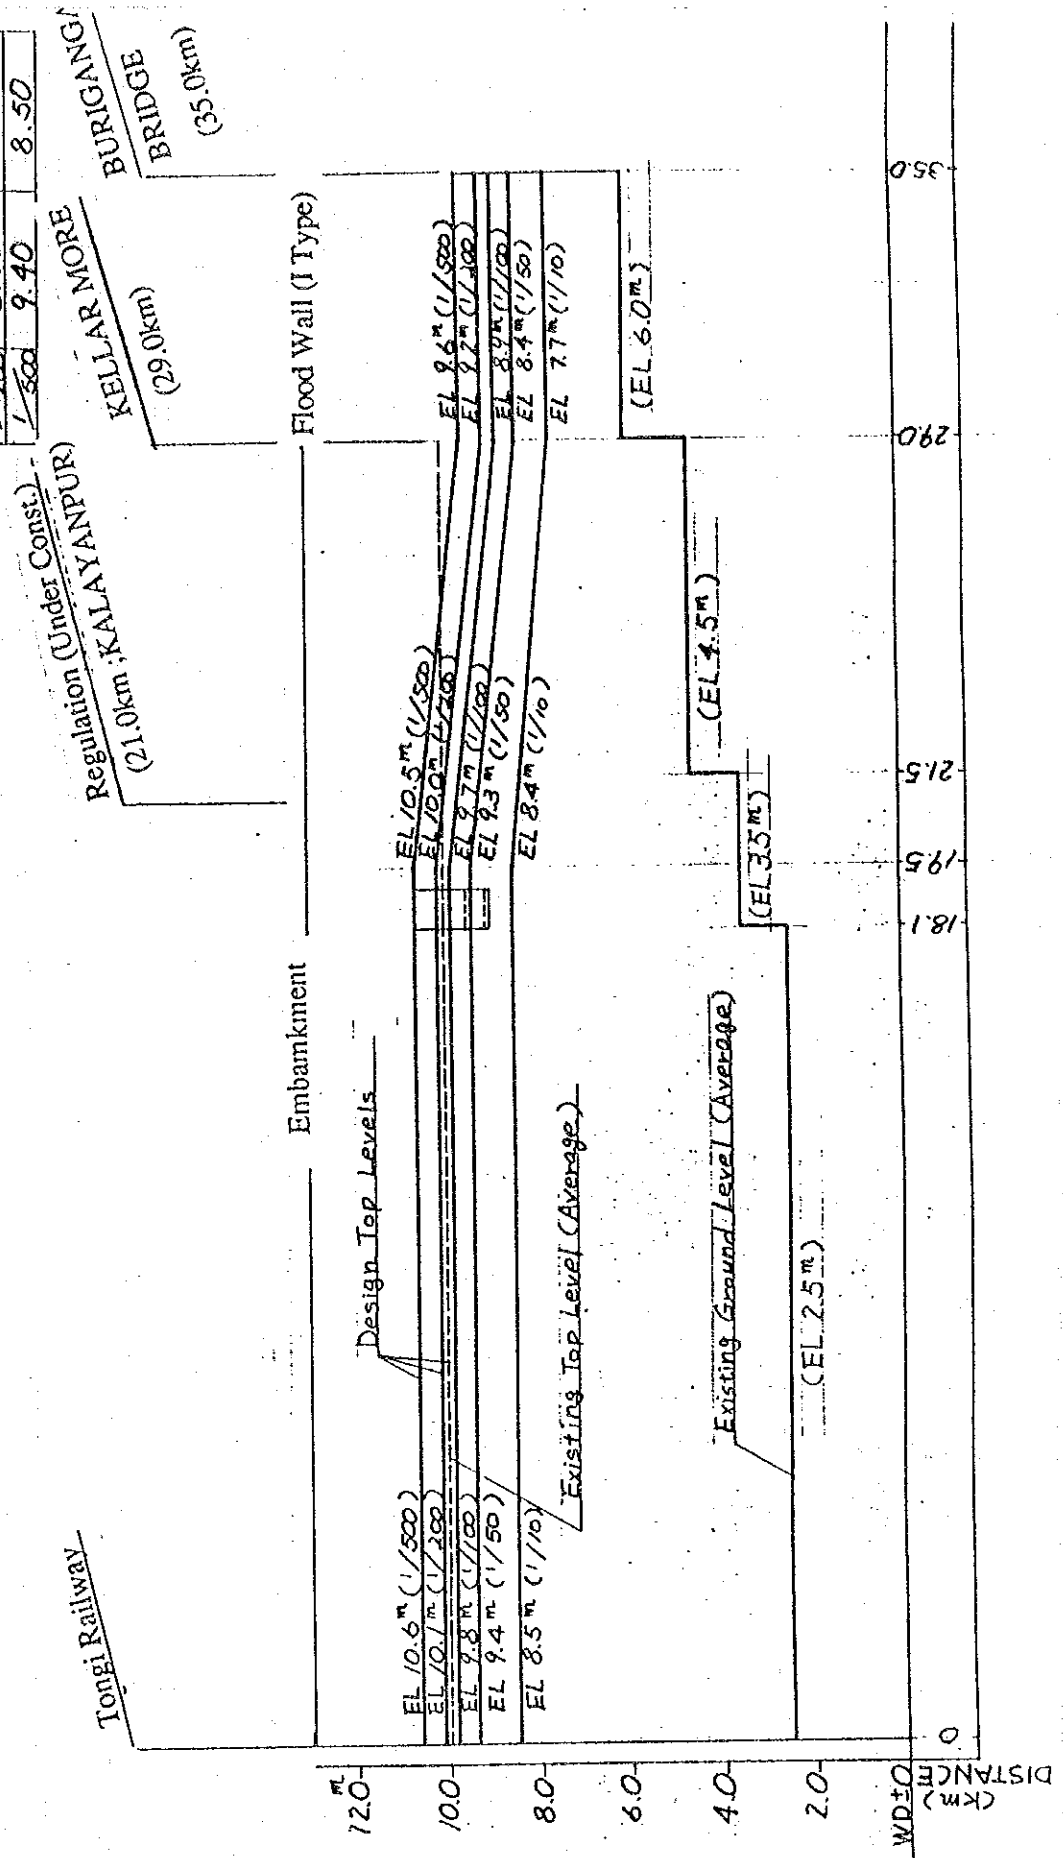 1/500 9.40 8.50
Tongi Railway
Regulation (Under Const.)
(21.0km ;KALAYANPUR)
KELLAR MORE
(29.0km)
BURIGANGA
BRIDGE
(35.0km)
Embamkment
Flood Wall (I Type)
Design Top Levels
EL 10.6m (1/500)
EL 10.1m (1/200)
EL 9.8m (1/100)
EL 9.4m (1/50)
EL 8.5m (1/10)
EL 10.5m (1/500)
EL 10.0m (1/200)
EL 9.7m (1/100)
EL 9.3m (1/50)
EL 8.4m (1/10)
EL 9.6m (1/500)
EL 9.2m (1/200)
EL 8.9m (1/100)
EL 8.4m (1/50)
EL 7.7m (1/10)
Existing Top Level (Average)
Existing Ground Level (Average)
(EL 2.5m)
(EL 3.5m)
(EL 4.5m)
(EL 6.0m)
12.0 m
10.0
8.0
6.0
4.0
2.0
WD±0
DISTANCE
(km)
0
18.1
19.5
21.5
29.0
35.0